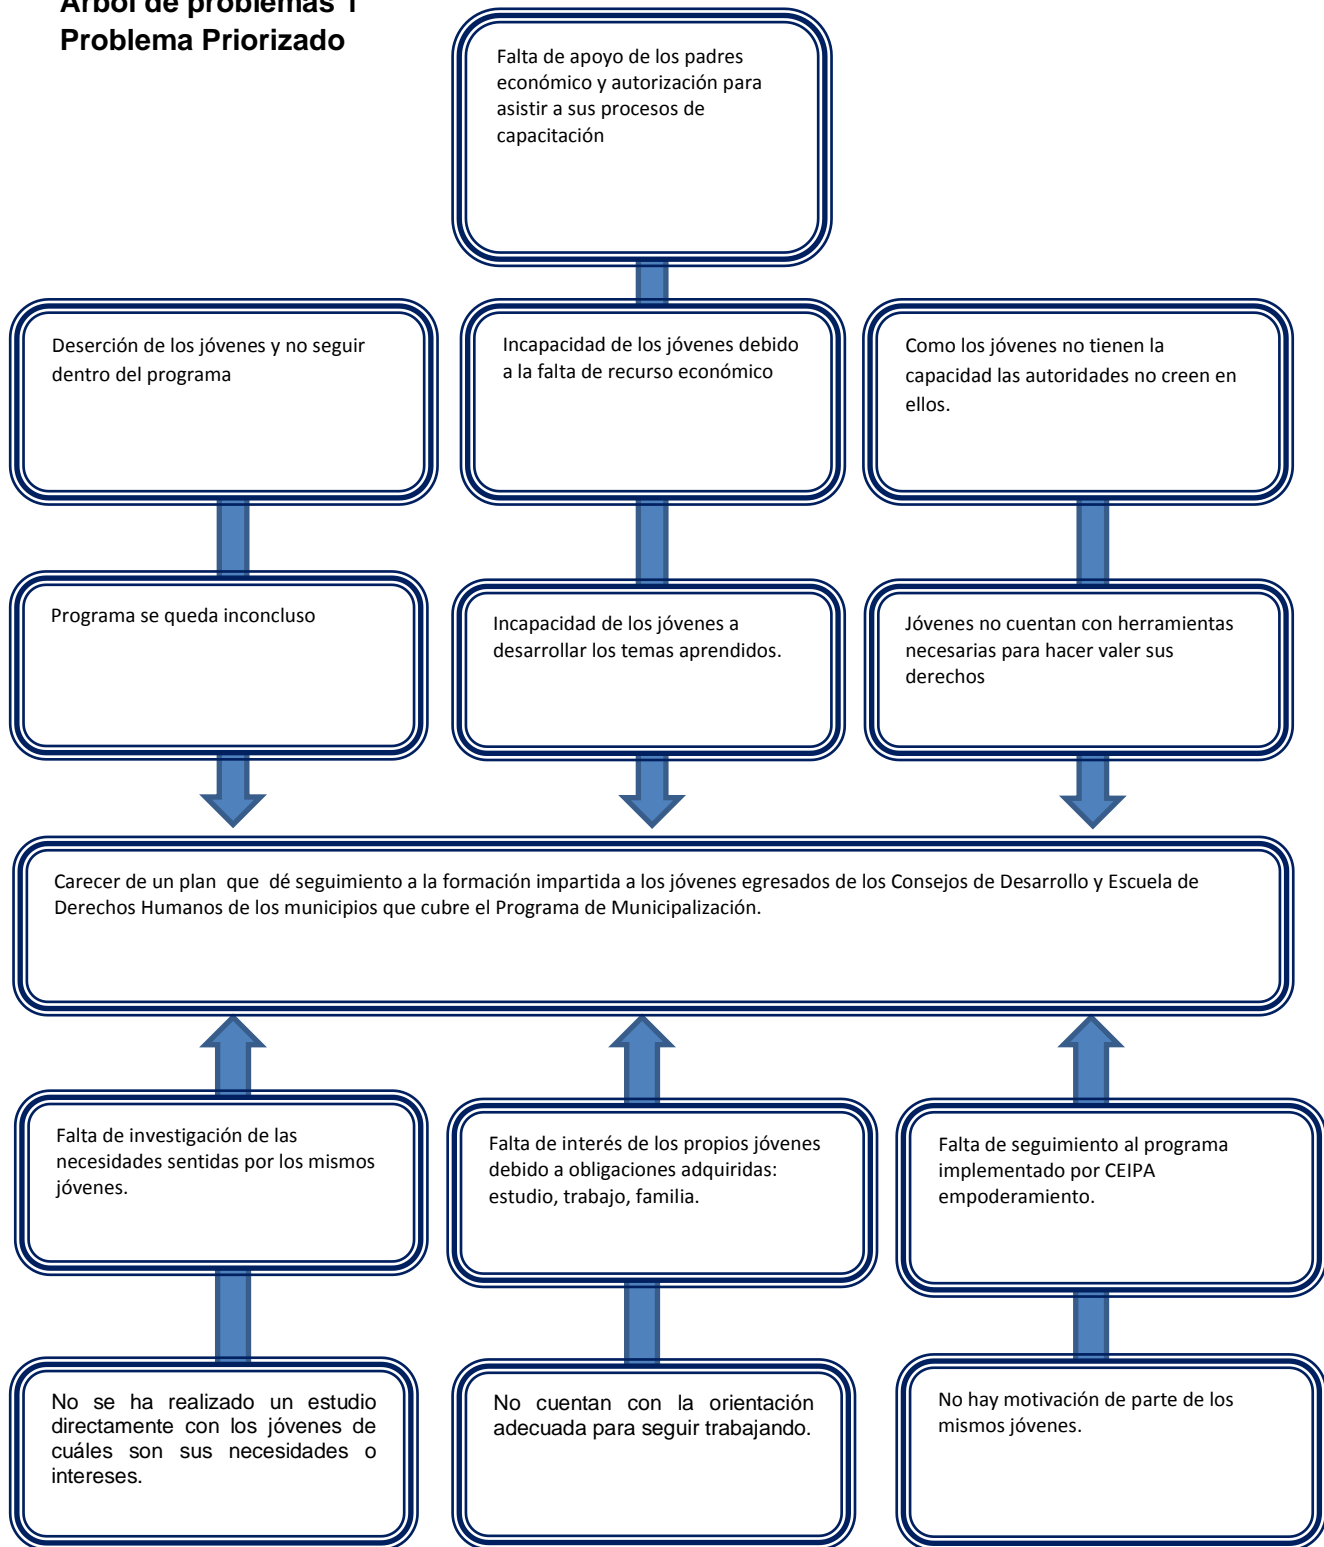 Árbol de problemas 1
Problema Priorizado
Falta de apoyo de los padres
económico y autorización para
asistir a sus procesos de
capacitación
Deserción de los jóvenes y no seguir
dentro del programa
Incapacidad de los jóvenes debido
a la falta de recurso económico
Como los jóvenes no tienen la
capacidad las autoridades no creen en
ellos.
Programa se queda inconcluso
Incapacidad de los jóvenes a
desarrollar los temas aprendidos.
Jóvenes no cuentan con herramientas
necesarias para hacer valer sus
derechos
Carecer de un plan que dé seguimiento a la formación impartida a los jóvenes egresados de los Consejos de Desarrollo y Escuela de
Derechos Humanos de los municipios que cubre el Programa de Municipalización.
Falta de investigación de las
necesidades sentidas por los mismos
jóvenes.
Falta de interés de los propios jóvenes
debido a obligaciones adquiridas:
estudio, trabajo, familia.
Falta de seguimiento al programa
implementado por CEIPA
empoderamiento.
No se ha realizado un estudio
directamente con los jóvenes de
cuáles son sus necesidades o
intereses.
No cuentan con la orientación
adecuada para seguir trabajando.
No hay motivación de parte de los
mismos jóvenes.